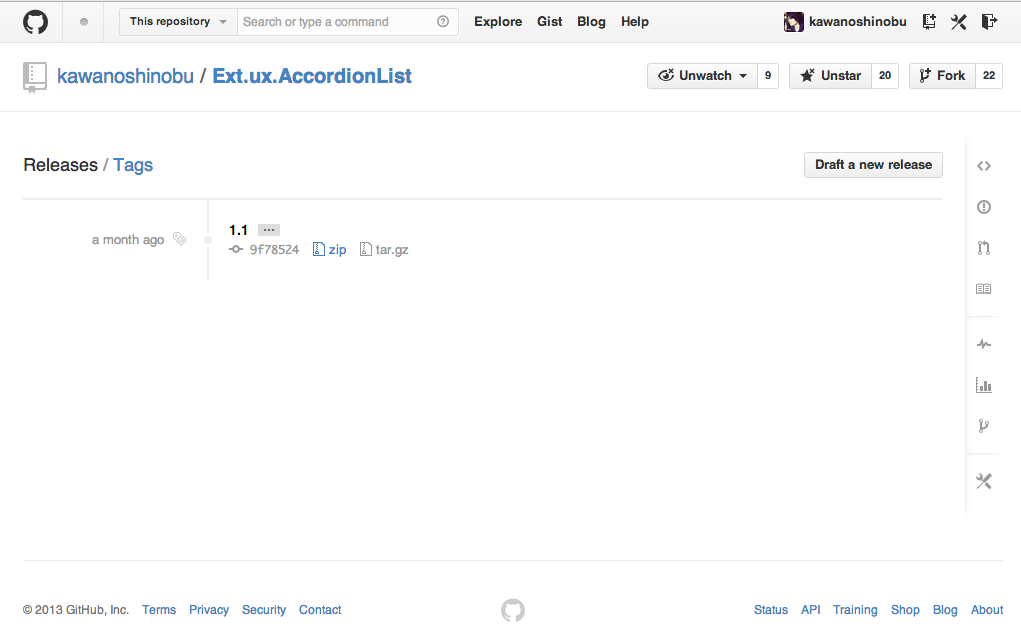 This repository Search or type a command Explore Gist Blog Help kawanoshinobu
kawanoshinobu / Ext.ux.AccordionList Unwatch 9 Unstar 20 Fork 22
Releases / Tags Draft a new release
1.1 ...
a month ago
9f78524 zip tar.gz
© 2013 GitHub, Inc. Terms Privacy Security Contact Status API Training Shop Blog About